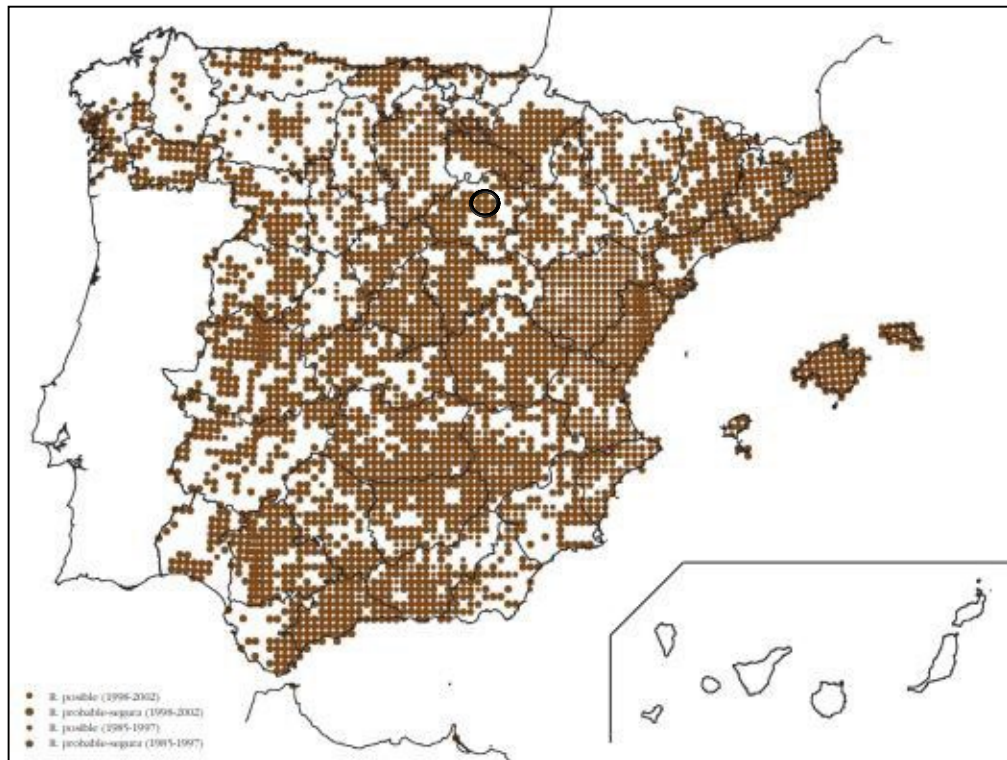 R. posible (1998-2002)
R. probable-segura (1998-2002)
R. posible (1985-1997)
R. probable-segura (1985-1997)